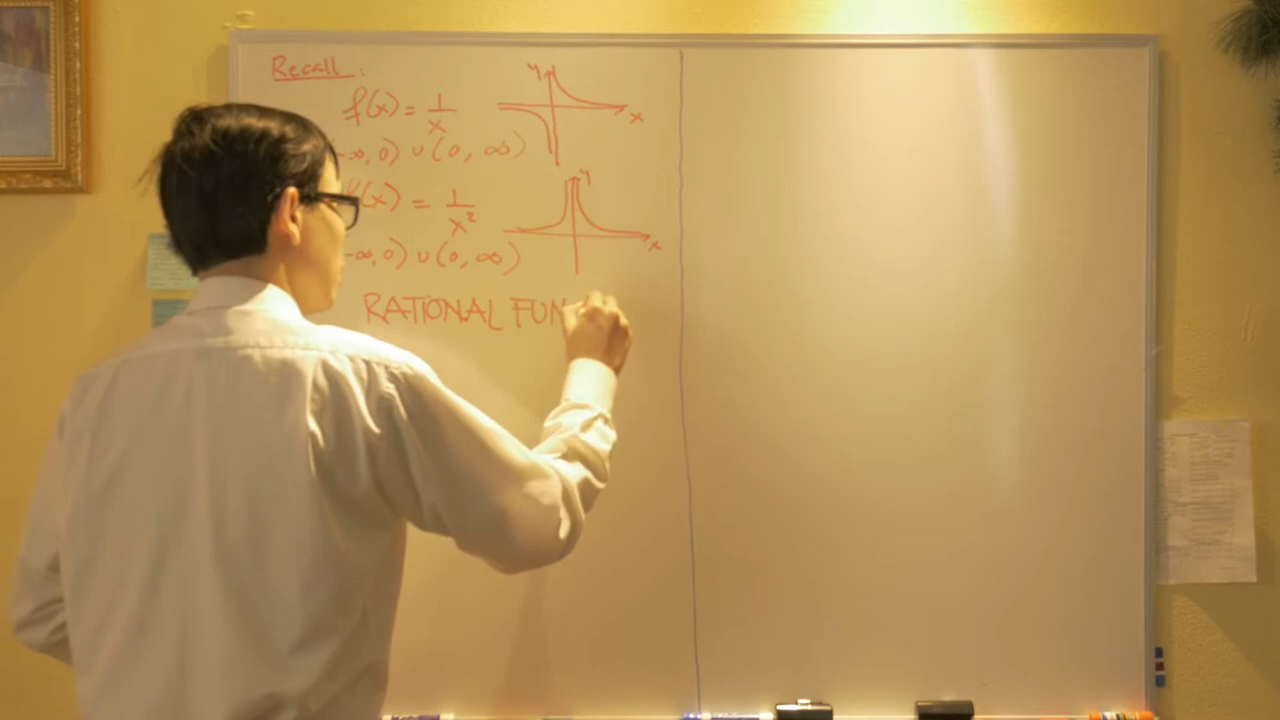 Recall:
f(x) = 1/x
y
x
-∞, 0) ∪ (0, ∞)
(x) = 1/x²
y
x
-∞, 0) ∪ (0, ∞)
RATIONAL FUN